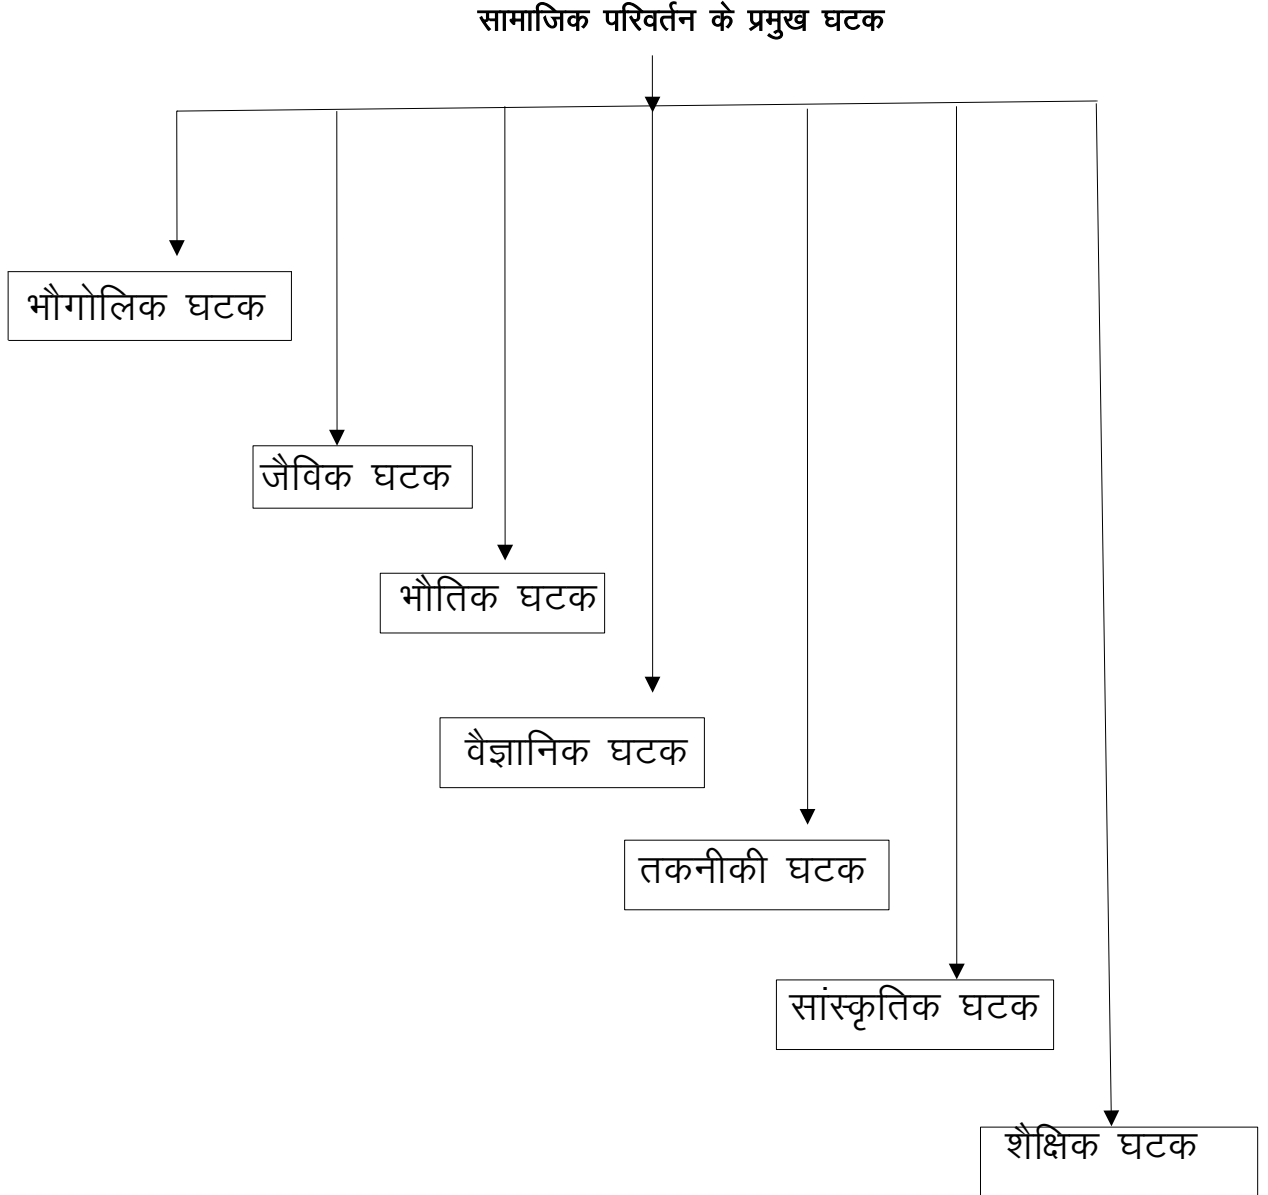 सामाजिक परिवर्तन के प्रमुख घटक
भौगोलिक घटक
जैविक घटक
भौतिक घटक
वैज्ञानिक घटक
तकनीकी घटक
सांस्कृतिक घटक
शैक्षिक घटक